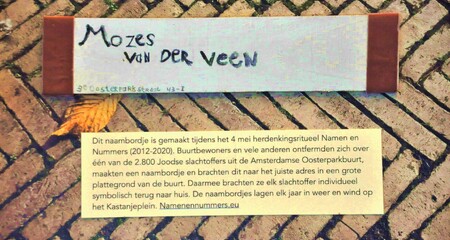 Mozes
van der Veen
3e Oosterpark straat
Dit naambordje is gemaakt tijdens het 4 mei herdenkingsritueel Namen en
Nummers (2012-2020). Buurtbewoners en vele anderen ontfermden zich over
één van de 2.800 Joodse slachtoffers uit de Amsterdamse Oosterparkbuurt,
maakten een naambordje en brachten dit naar het juiste adres in een grote
plattegrond van de buurt. Daarmee brachten ze elk slachtoffer individueel
symbolisch terug naar huis. De naambordjes lagen elk jaar in weer en wind op
het Kastanjeplein. Namenennummers.eu